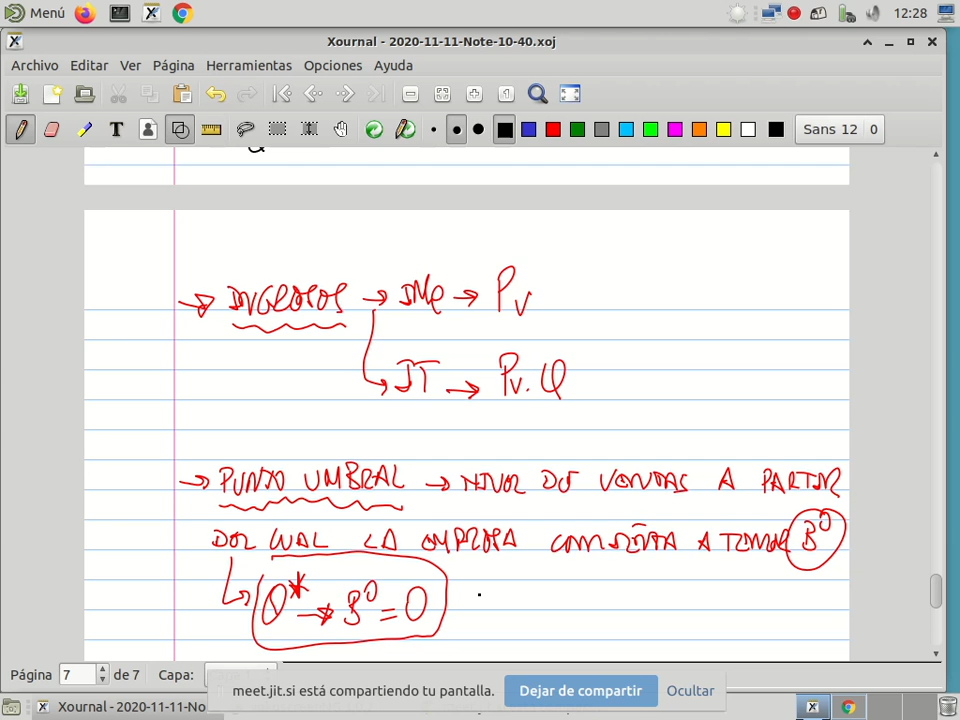 Menú
12:28
Xournal - 2020-11-11-Note-10-40.xoj
Archivo Editar Ver Página Herramientas Opciones Ayuda
Sans 12 0
→ INGRESOS → IMe → Pv
→ IT → Pv. Q
→ PUNTO UMBRAL → NIVEL DE VENTAS A PARTIR
DEL CUAL LA EMPRESA COMIENZA A TENER Bº
Q* → Bº = 0
Página 7 de 7 Capa:
meet.jit.si está compartiendo tu pantalla. Dejar de compartir Ocultar
Xournal - 2020-11-11-No